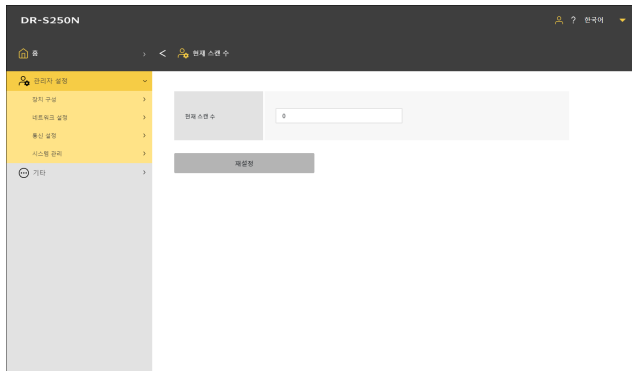 DR-S250N
? 한국어
홈
현재 스캔 수
관리자 설정
장치 구성
네트워크 설정
통신 설정
시스템 관리
기타
현재 스캔 수
0
재설정